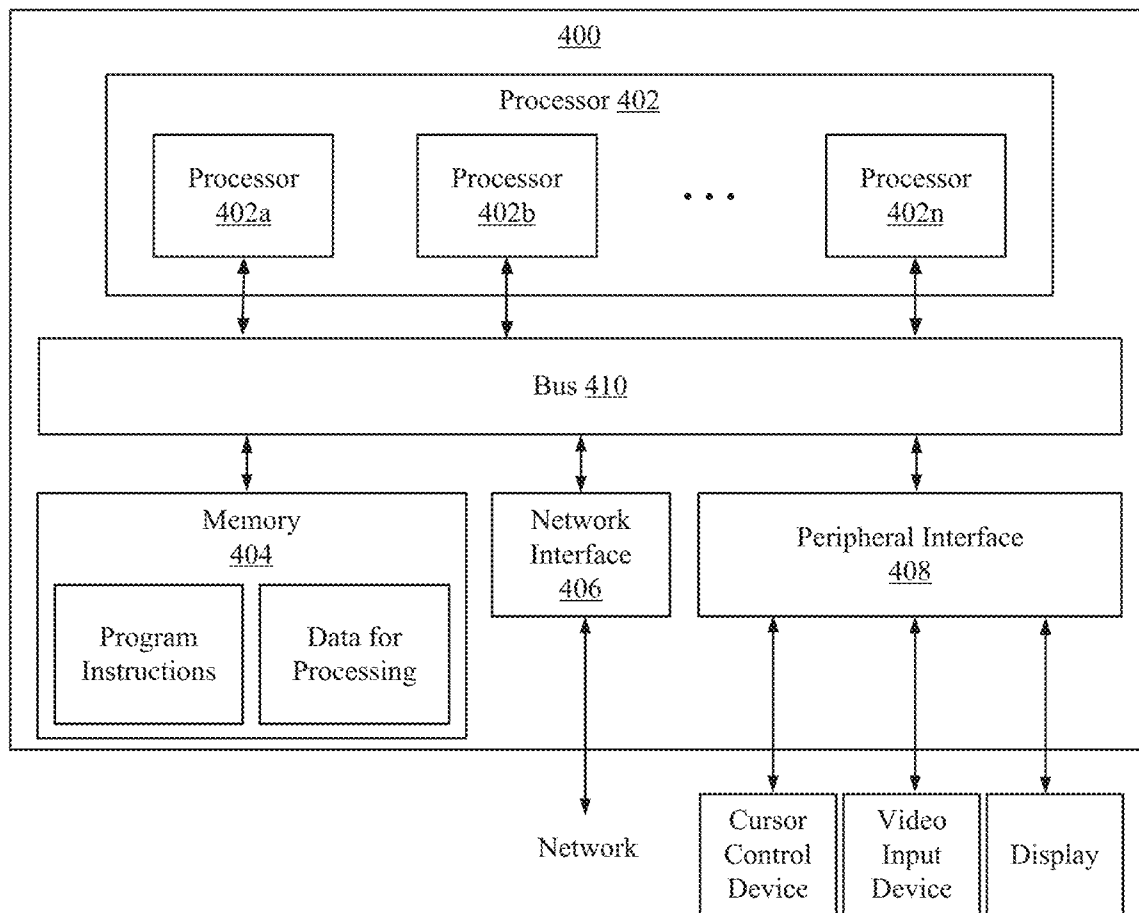 400
Processor 402
Processor
402a
Processor
402b
. . .
Processor
402n
Bus 410
Memory
404
Program
Instructions
Data for
Processing
Network
Interface
406
Peripheral Interface
408
Network
Cursor
Control
Device
Video
Input
Device
Display